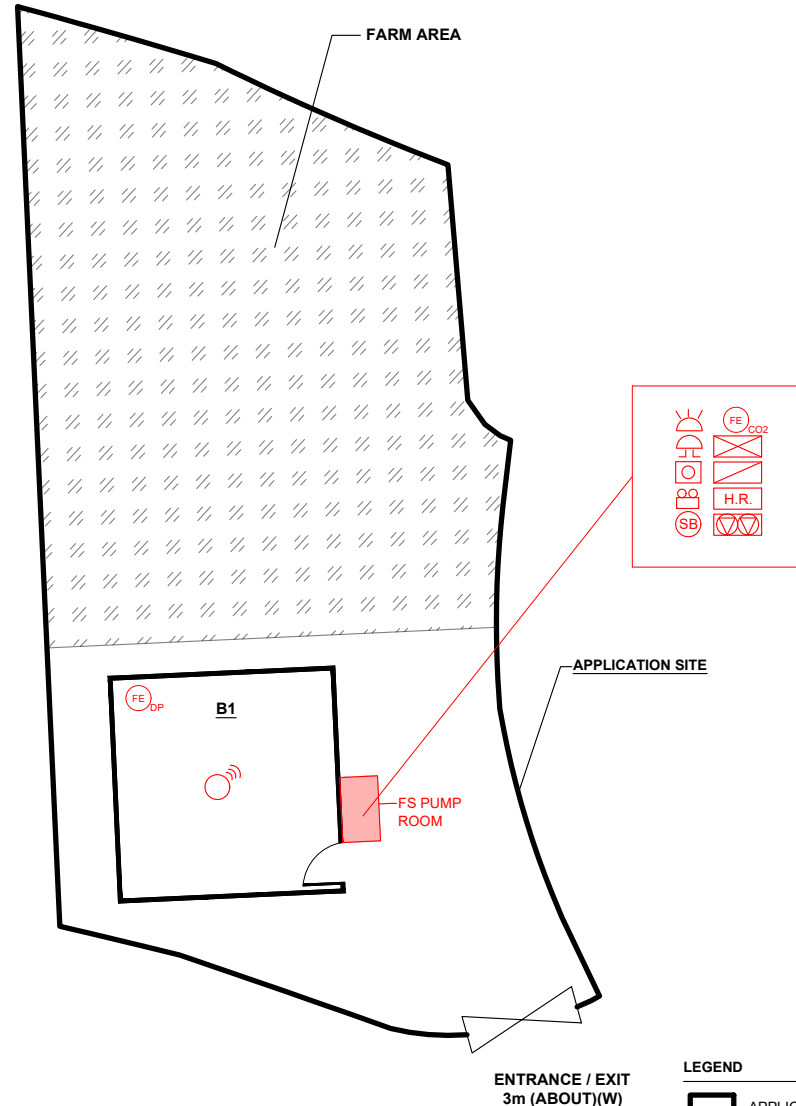 FARM AREA
FE
CO2
H.R.
SB
APPLICATION SITE
FE
DP
B1
FS PUMP
ROOM
ENTRANCE / EXIT
3m (ABOUT)(W)
LEGEND